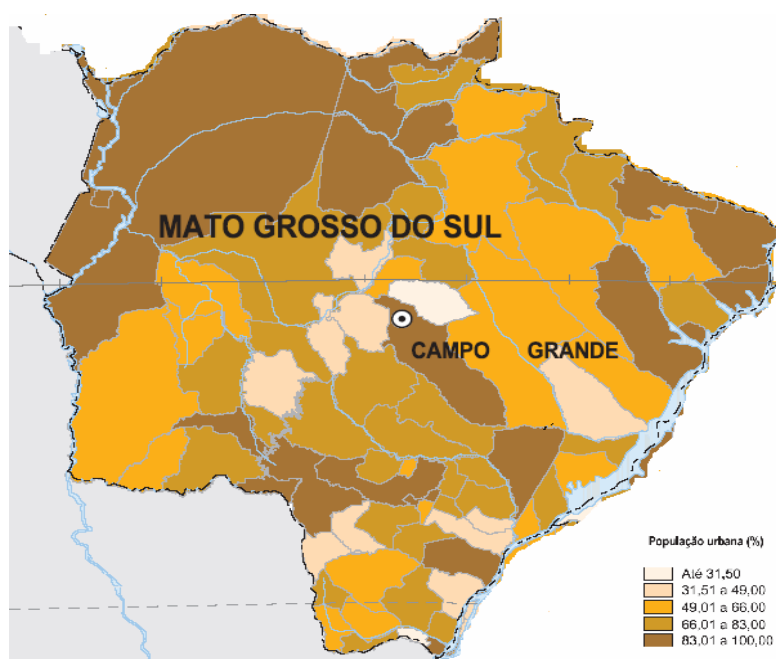 MATO GROSSO DO SUL
CAMPO GRANDE
População urbana (%)
Até 31,50
31,51 a 49,00
49,01 a 66,00
66,01 a 83,00
83,01 a 100,00